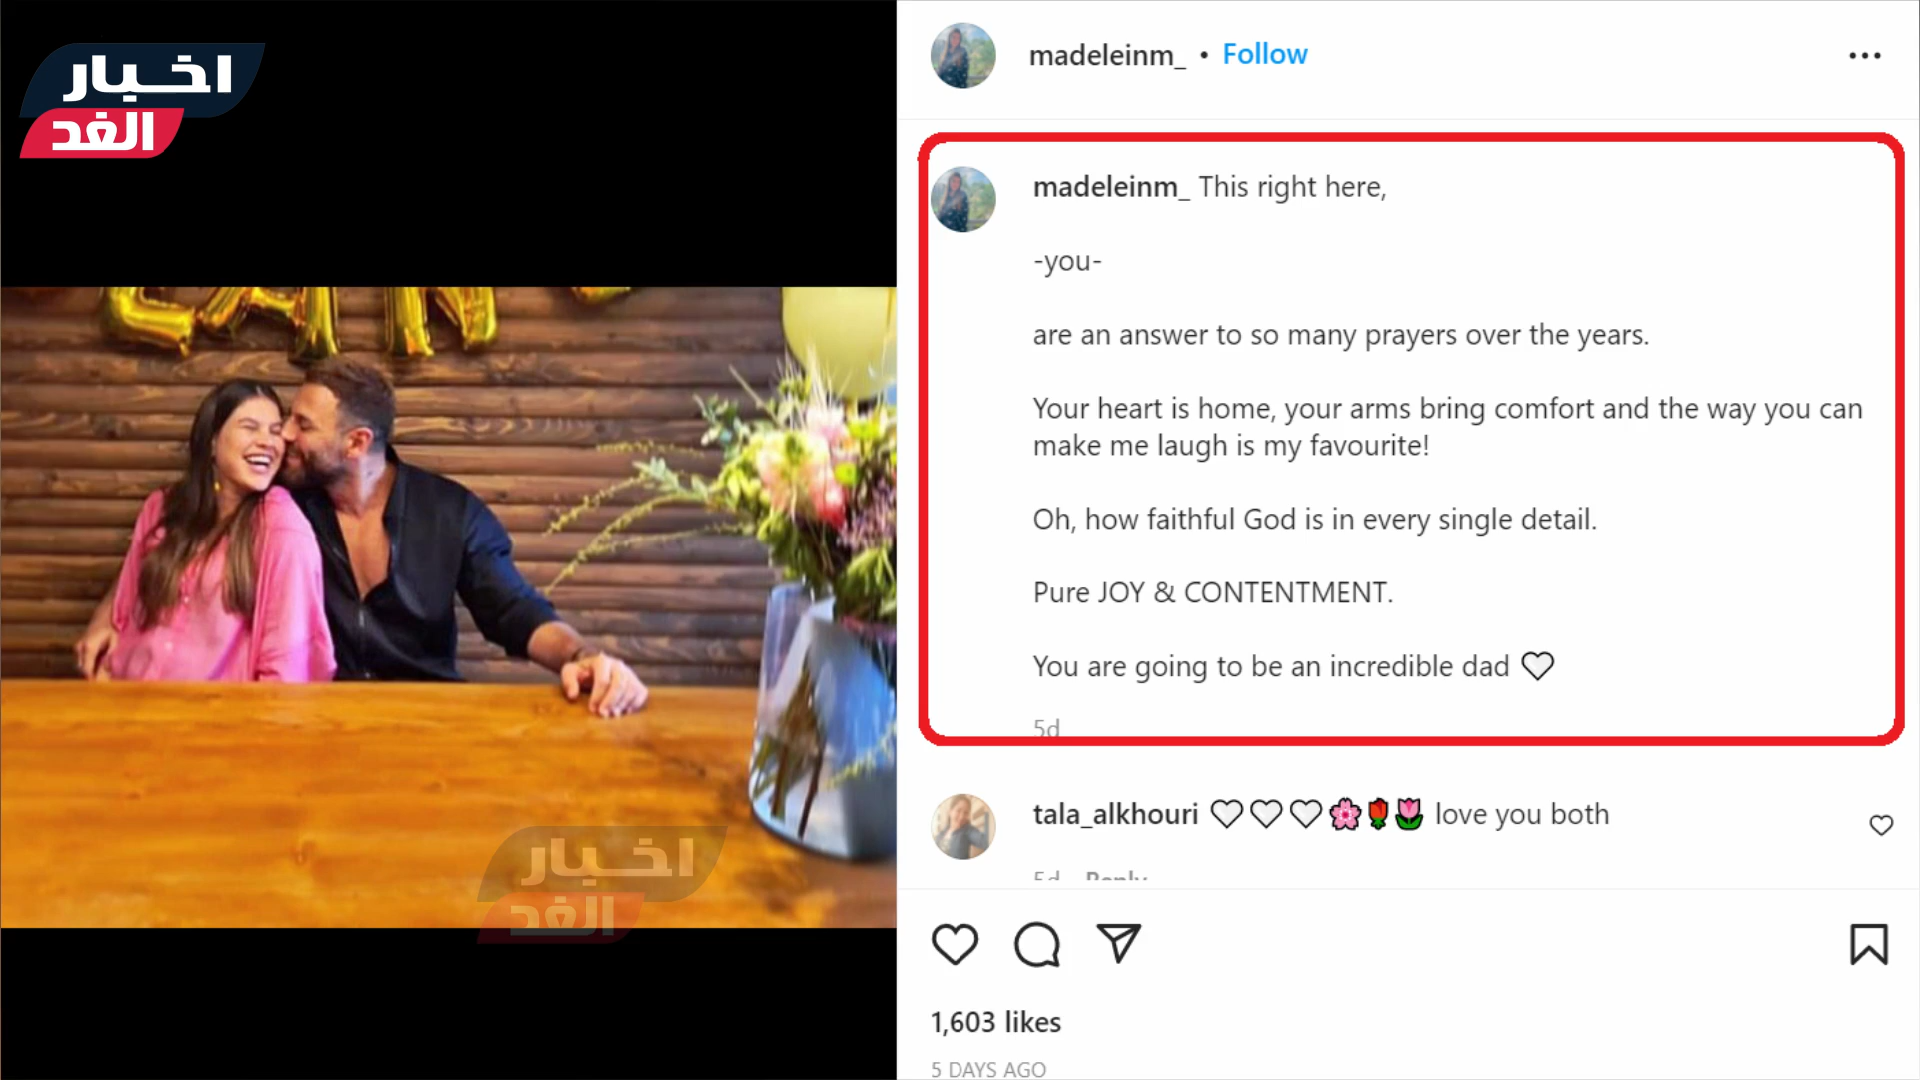 اخبار
الغد
madeleinm_ • Follow
madeleinm_ This right here,
-you-
are an answer to so many prayers over the years.
Your heart is home, your arms bring comfort and the way you can
make me laugh is my favourite!
Oh, how faithful God is in every single detail.
Pure JOY & CONTENTMENT.
You are going to be an incredible dad 🤍
5d
tala_alkhouri 🤍🤍🤍🌸🌹🌷 love you both
5d Reply
اخبار
الغد
1,603 likes
5 DAYS AGO